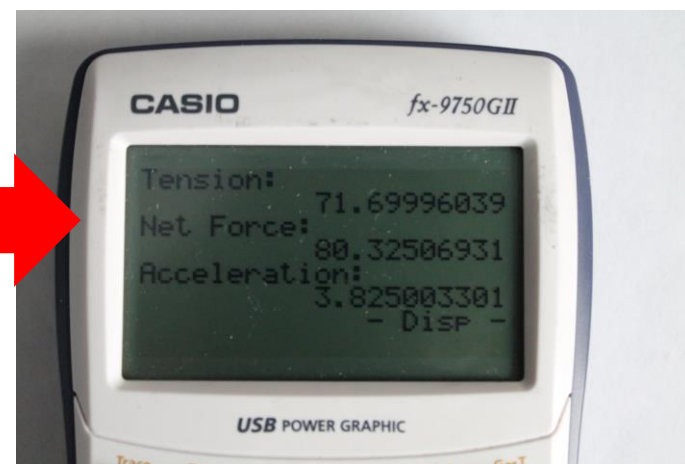 CASIO fx-9750GII
Tension:
71.69996039
Net Force:
80.32506931
Acceleration:
3.825003301
- Disp -
USB POWER GRAPHIC